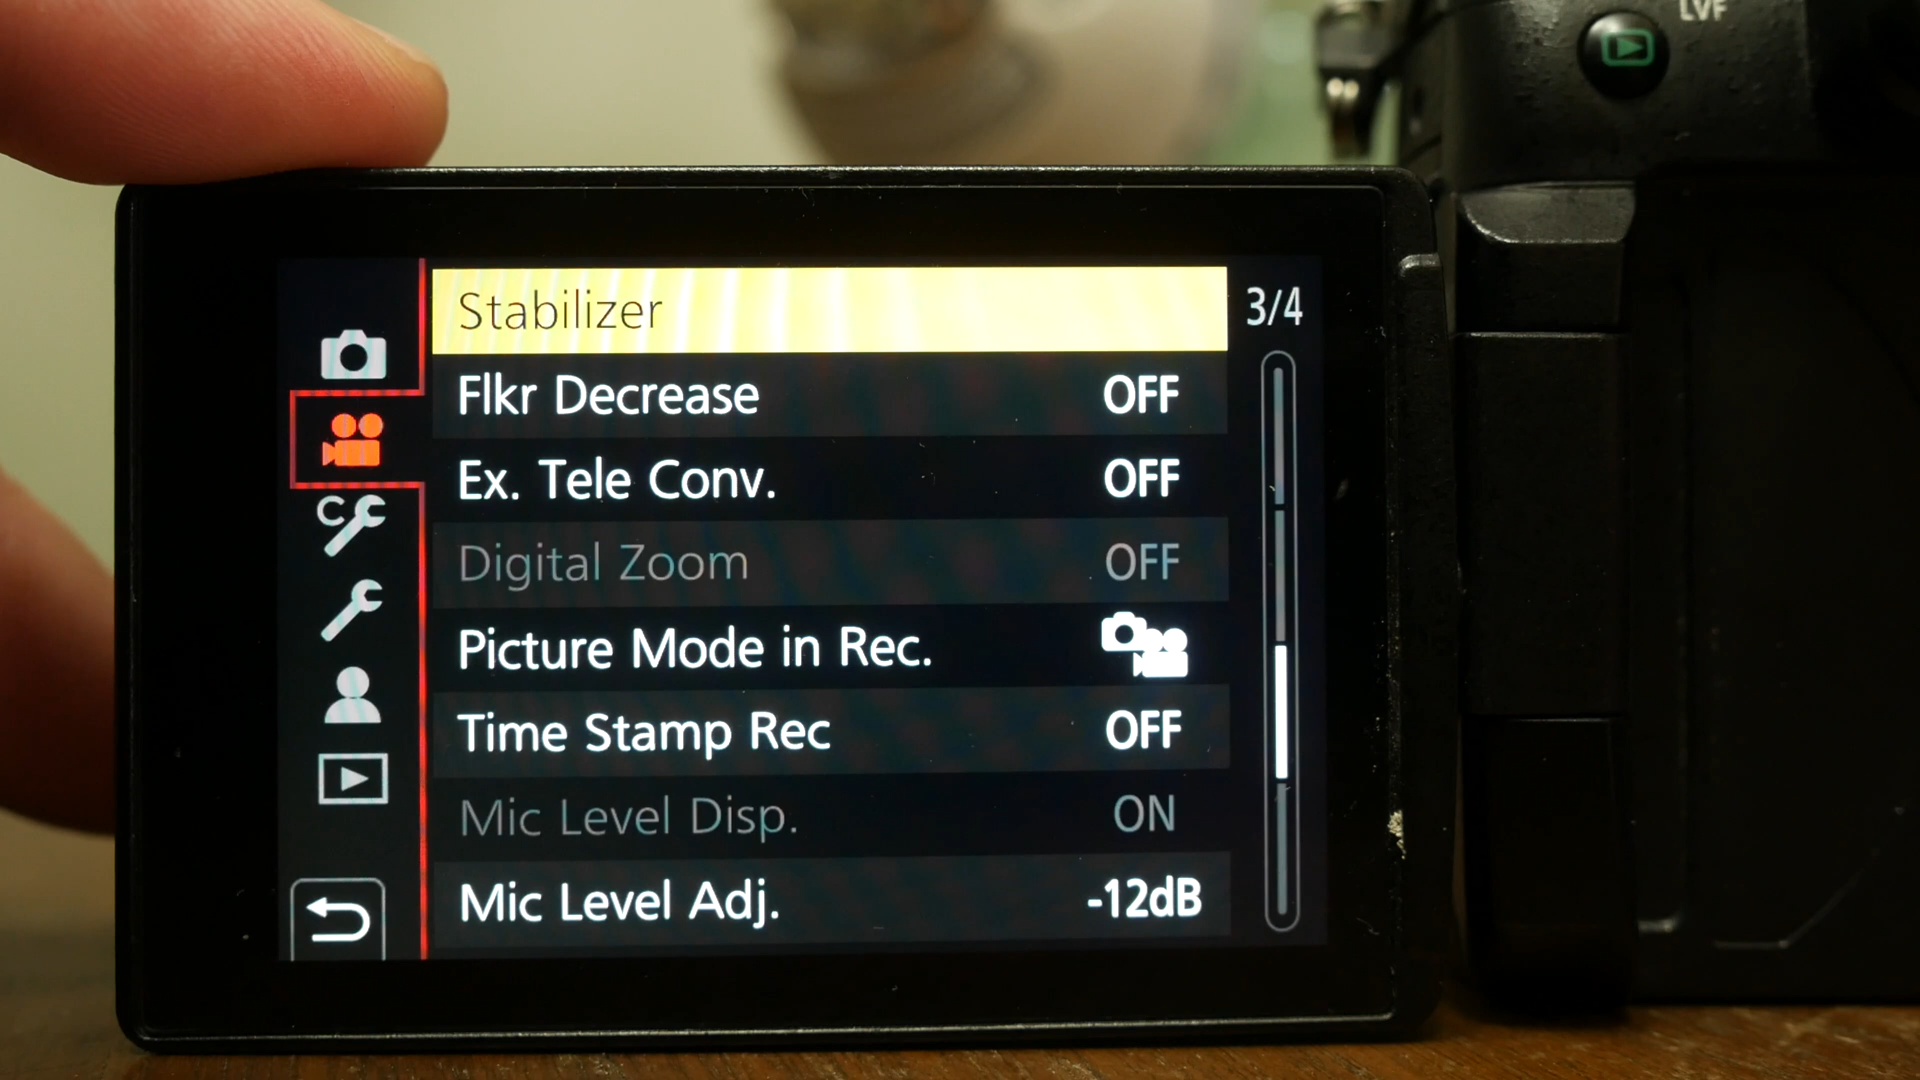 LVF
Stabilizer
3/4
Flkr Decrease OFF
Ex. Tele Conv. OFF
C
Digital Zoom OFF
Picture Mode in Rec.
Time Stamp Rec OFF
Mic Level Disp. ON
Mic Level Adj. -12dB